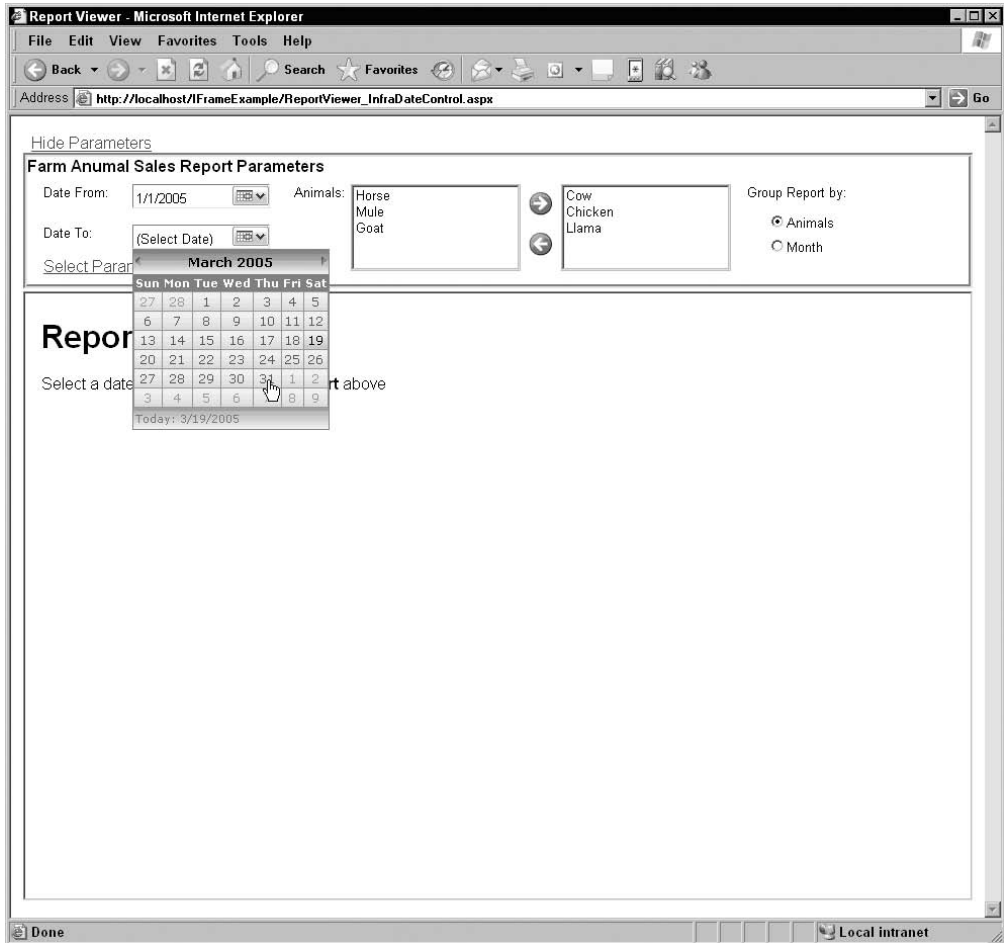 Report Viewer - Microsoft Internet Explorer
File Edit View Favorites Tools Help
Back Search Favorites
Address http://localhost/IFrameExample/ReportViewer_InfraDateControl.aspx Go
Hide Parameters
Farm Anumal Sales Report Parameters
Date From: 1/1/2005 Animals: Horse Cow Group Report by:
Mule Chicken Animals
Goat Llama
Date To: (Select Date) Month
Select Para
March 2005
Sun Mon Tue Wed Thu Fri Sat
27 28 1 2 3 4 5
6 7 8 9 10 11 12
13 14 15 16 17 18 19
20 21 22 23 24 25 26
27 28 29 30 31 1 2
3 4 5 6 8 9
Today: 3/19/2005
Repor
Select a date rt above
Done Local intranet